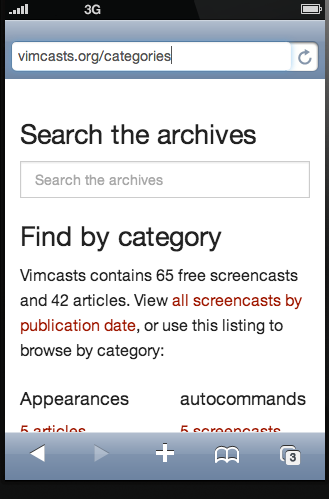 3G
vimcasts.org/categories
Search the archives
Search the archives
Find by category
Vimcasts contains 65 free screencasts
and 42 articles. View all screencasts by
publication date, or use this listing to
browse by category:
Appearances autocommands
5 articles 5 screencasts
3